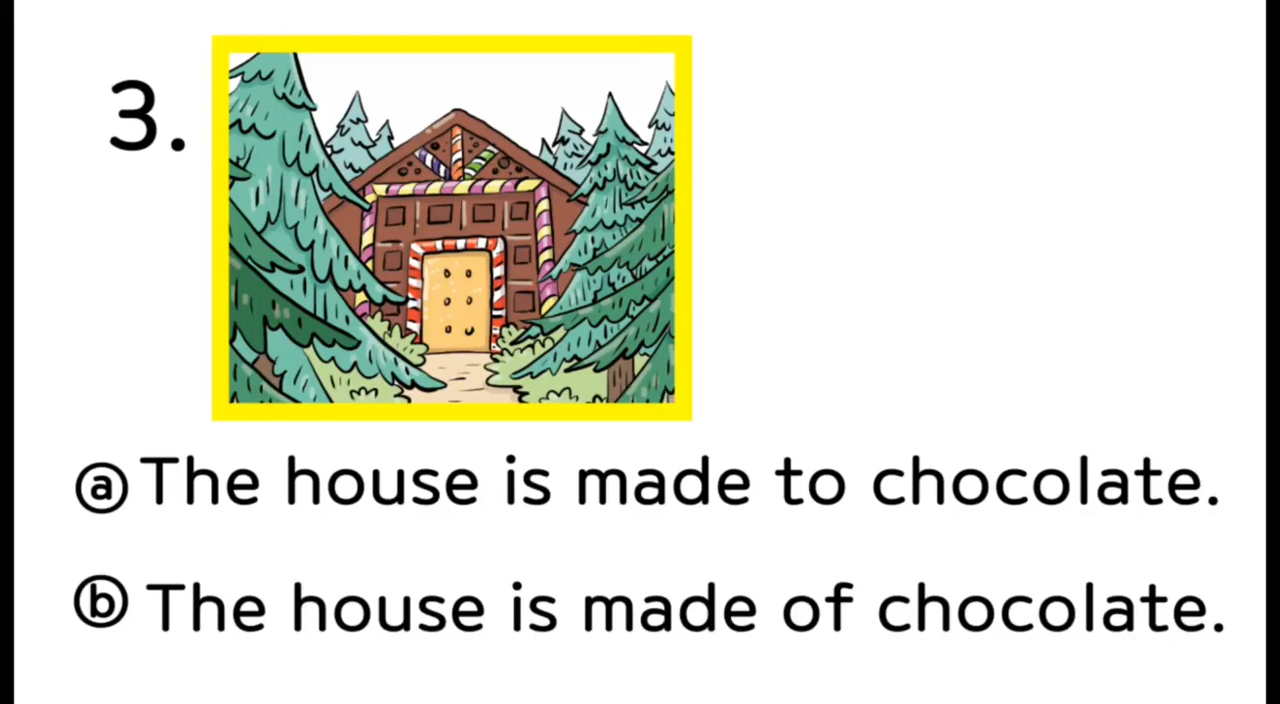 3.
ⓐ The house is made to chocolate.
ⓑ The house is made of chocolate.